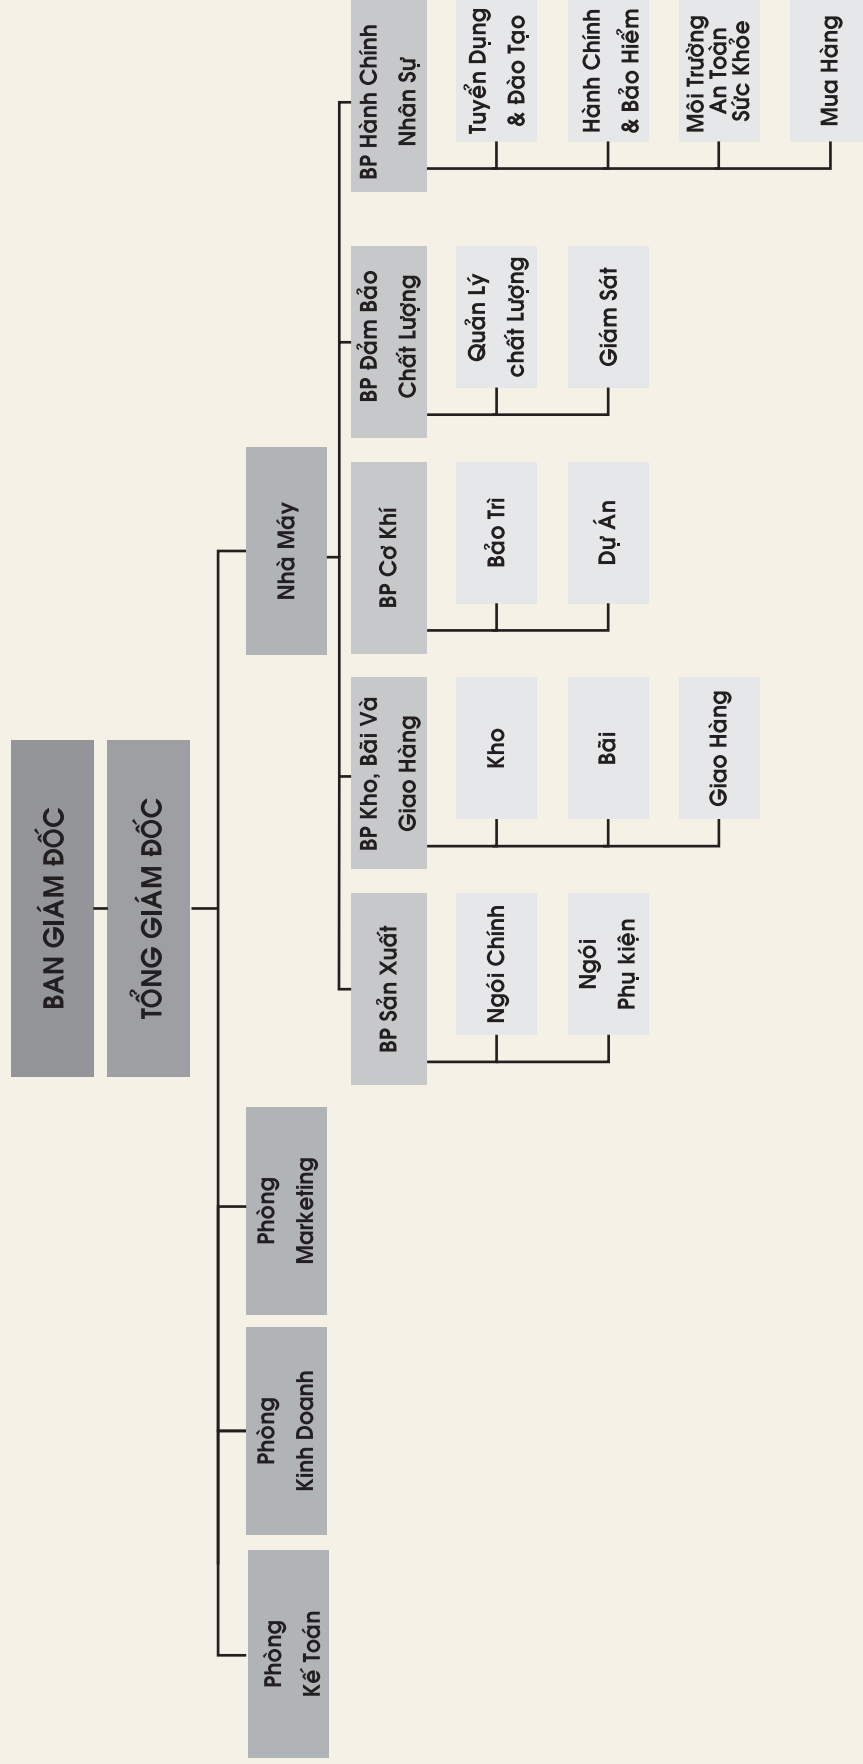 BAN GIÁM ĐỐC
TỔNG GIÁM ĐỐC
Phòng
Kế Toán
Phòng
Kinh Doanh
Phòng
Marketing
Nhà Máy
BP Sản Xuất
Ngói Chính
Ngói
Phụ kiện
BP Kho, Bãi Và
Giao Hàng
Kho
Bãi
Giao Hàng
BP Cơ Khí
Bảo Trì
Dự Án
BP Đảm Bảo
Chất Lượng
Quản Lý
chất Lượng
Giám Sát
BP Hành Chính
Nhân Sự
Tuyển Dụng
& Đào Tạo
Hành Chính
& Bảo Hiểm
Môi Trường
An Toàn
Sức Khỏe
Mua Hàng